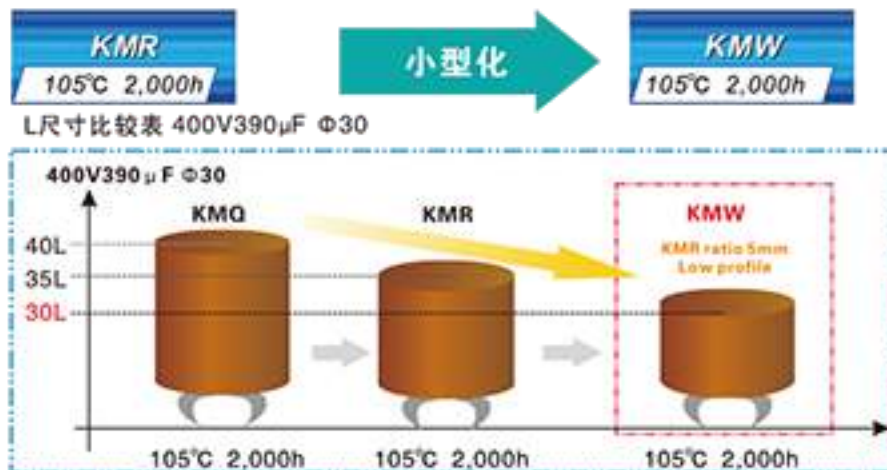 KMR
105℃ 2,000h
小型化
KMW
105℃ 2,000h
L尺寸比较表 400V390μF Φ30
400V390μF Φ30
KMQ
KMR
KMW
KMR ratio 5mm
Low profile
40L
35L
30L
105℃ 2,000h
105℃ 2,000h
105℃ 2,000h